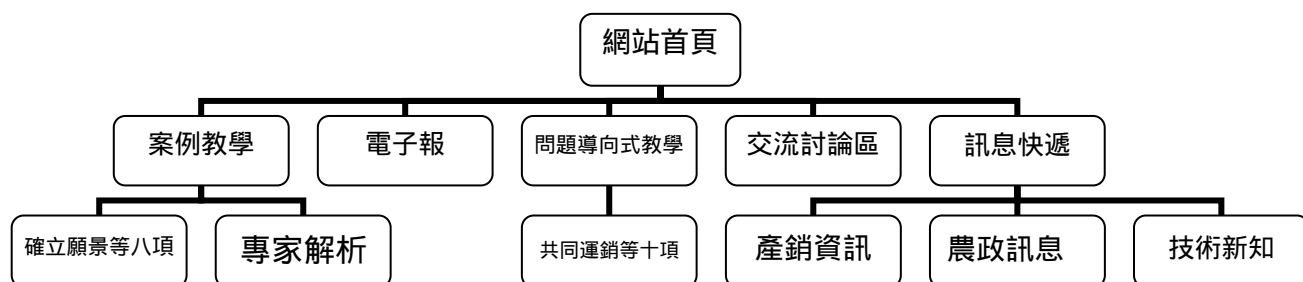 網站首頁
案例教學
電子報
問題導向式教學
交流討論區
訊息快遞
確立願景等八項
專家解析
共同運銷等十項
產銷資訊
農政訊息
技術新知